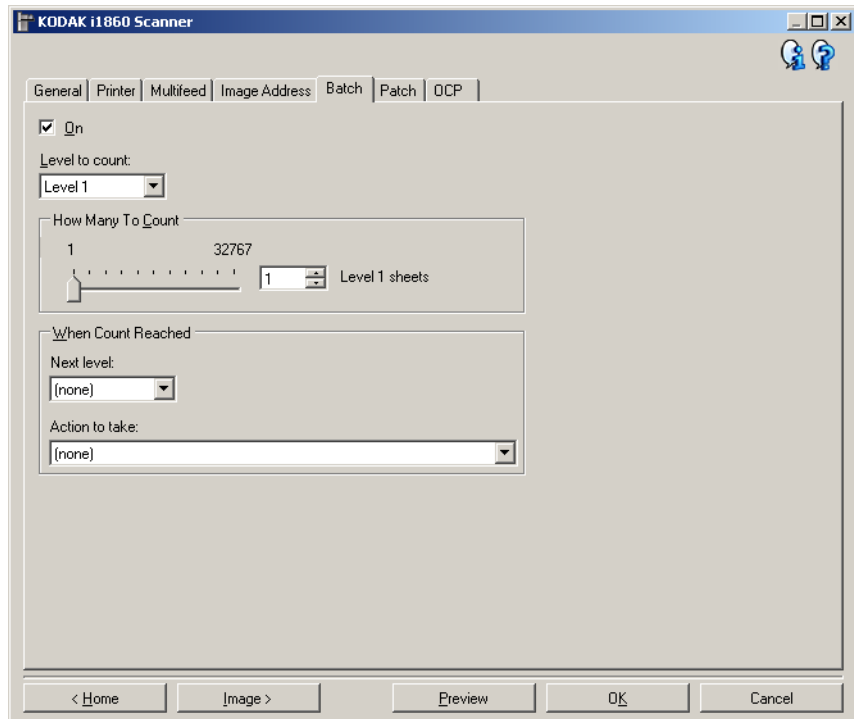 KODAK i1860 Scanner
General Printer Multifeed Image Address Batch Patch OCP
On
Level to count:
Level 1
How Many To Count
1 32767
1 Level 1 sheets
When Count Reached
Next level:
(none)
Action to take:
(none)
< Home Image > Preview OK Cancel